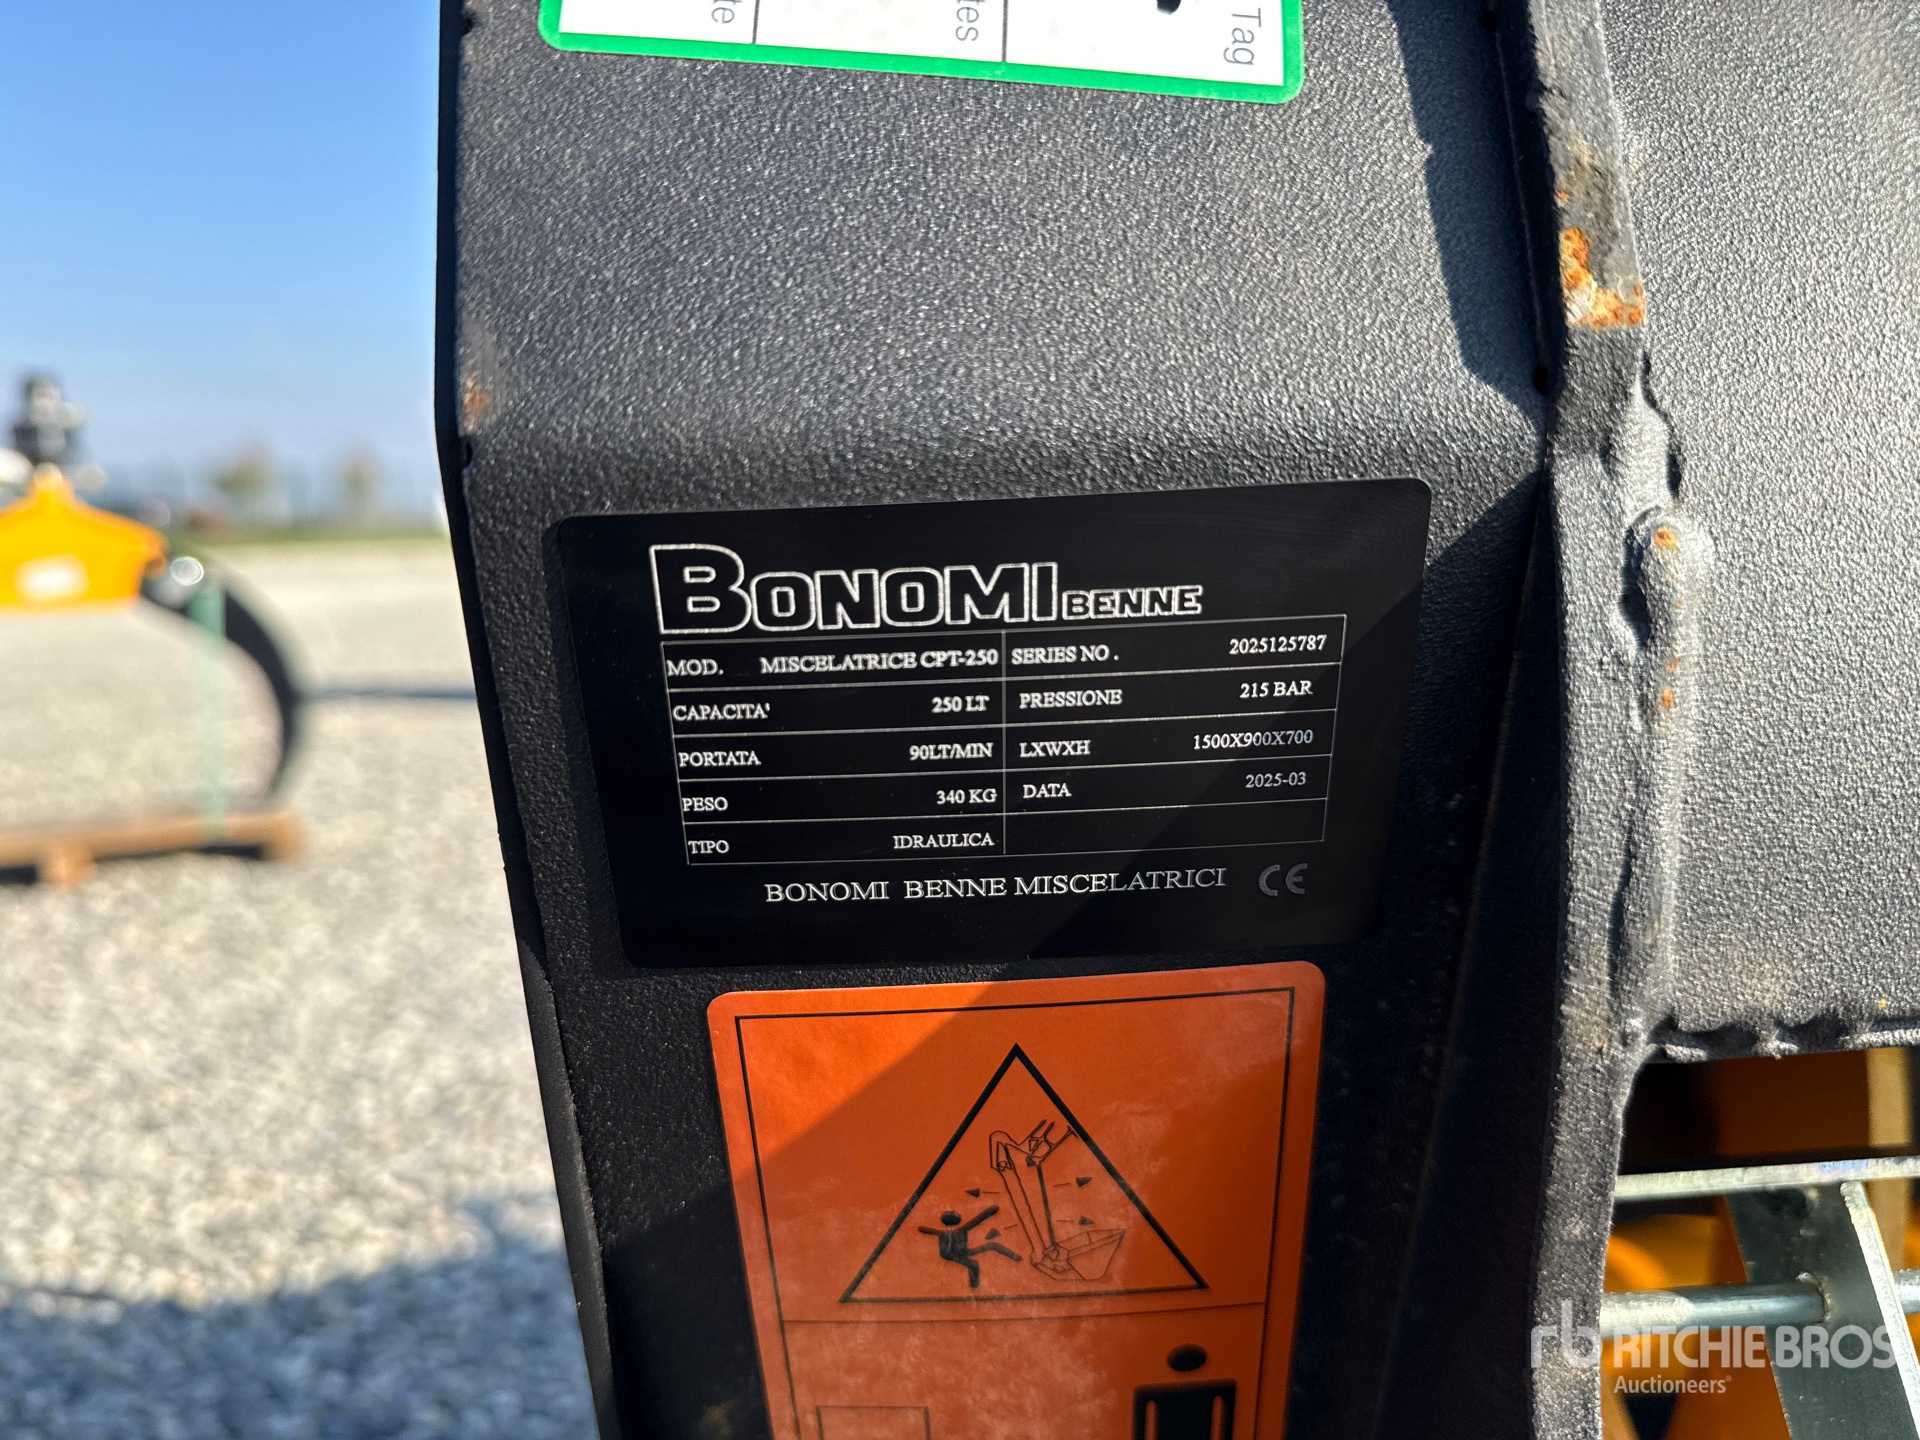 Tag
BONOMI BENNE
MOD. MISCELATRICE CPT-250 SERIES NO. 2025125787
CAPACITA' 250 LT PRESSIONE 215 BAR
PORTATA 90LT/MIN LXWXH 1500X900X700
PESO 340 KG DATA 2025-03
TIPO IDRAULICA
BONOMI BENNE MISCELATRICI CE
rb RITCHIE BROS
Auctioneers®